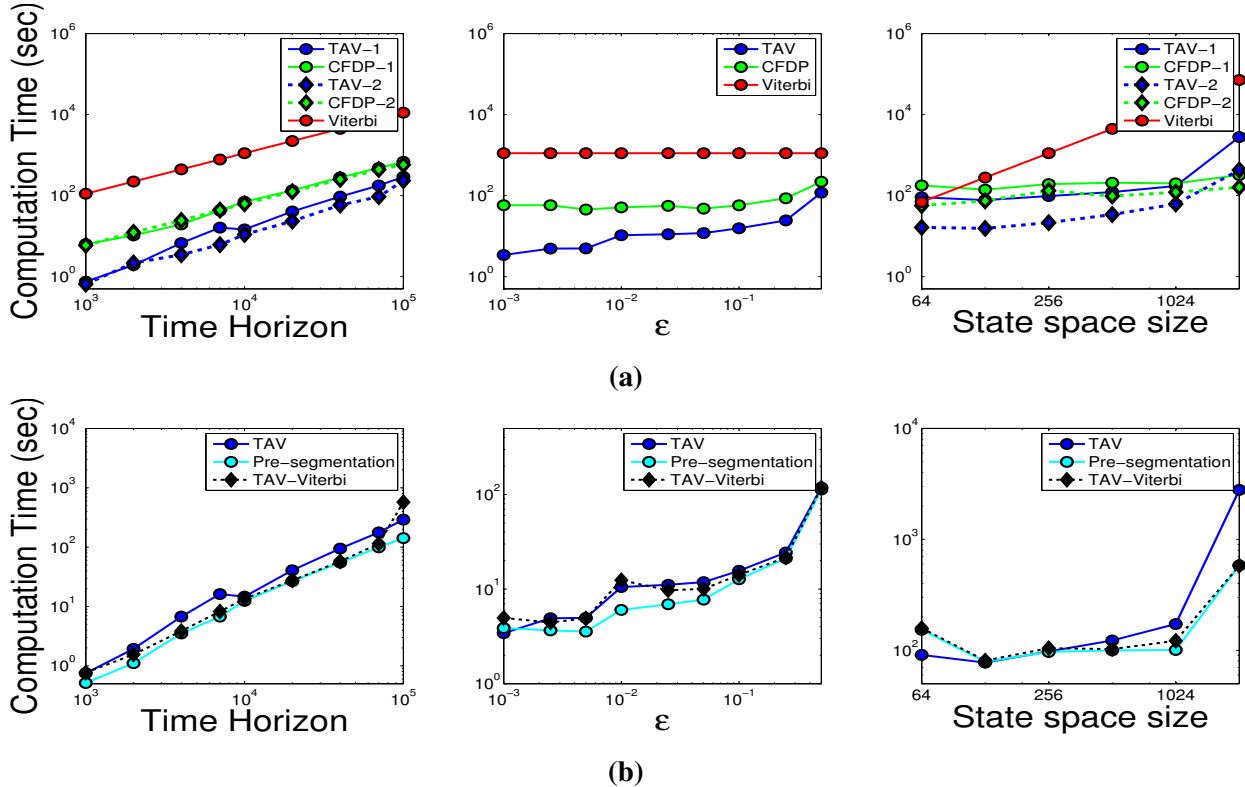 Computation Time (sec)
10^6
10^4
10^2
10^0
10^3
10^4
10^5
Time Horizon
TAV-1
CFDP-1
TAV-2
CFDP-2
Viterbi
10^6
10^4
10^2
10^0
10^-3
10^-2
10^-1
ε
TAV
CFDP
Viterbi
10^6
10^4
10^2
10^0
64
256
1024
State space size
TAV-1
CFDP-1
TAV-2
CFDP-2
Viterbi
(a)
Computation Time (sec)
10^4
10^3
10^2
10^1
10^0
10^3
10^4
10^5
Time Horizon
TAV
Pre-segmentation
TAV-Viterbi
10^2
10^1
10^0
10^-3
10^-2
10^-1
ε
TAV
Pre-segmentation
TAV-Viterbi
10^4
10^3
10^2
64
256
1024
State space size
TAV
Pre-segmentation
TAV-Viterbi
(b)